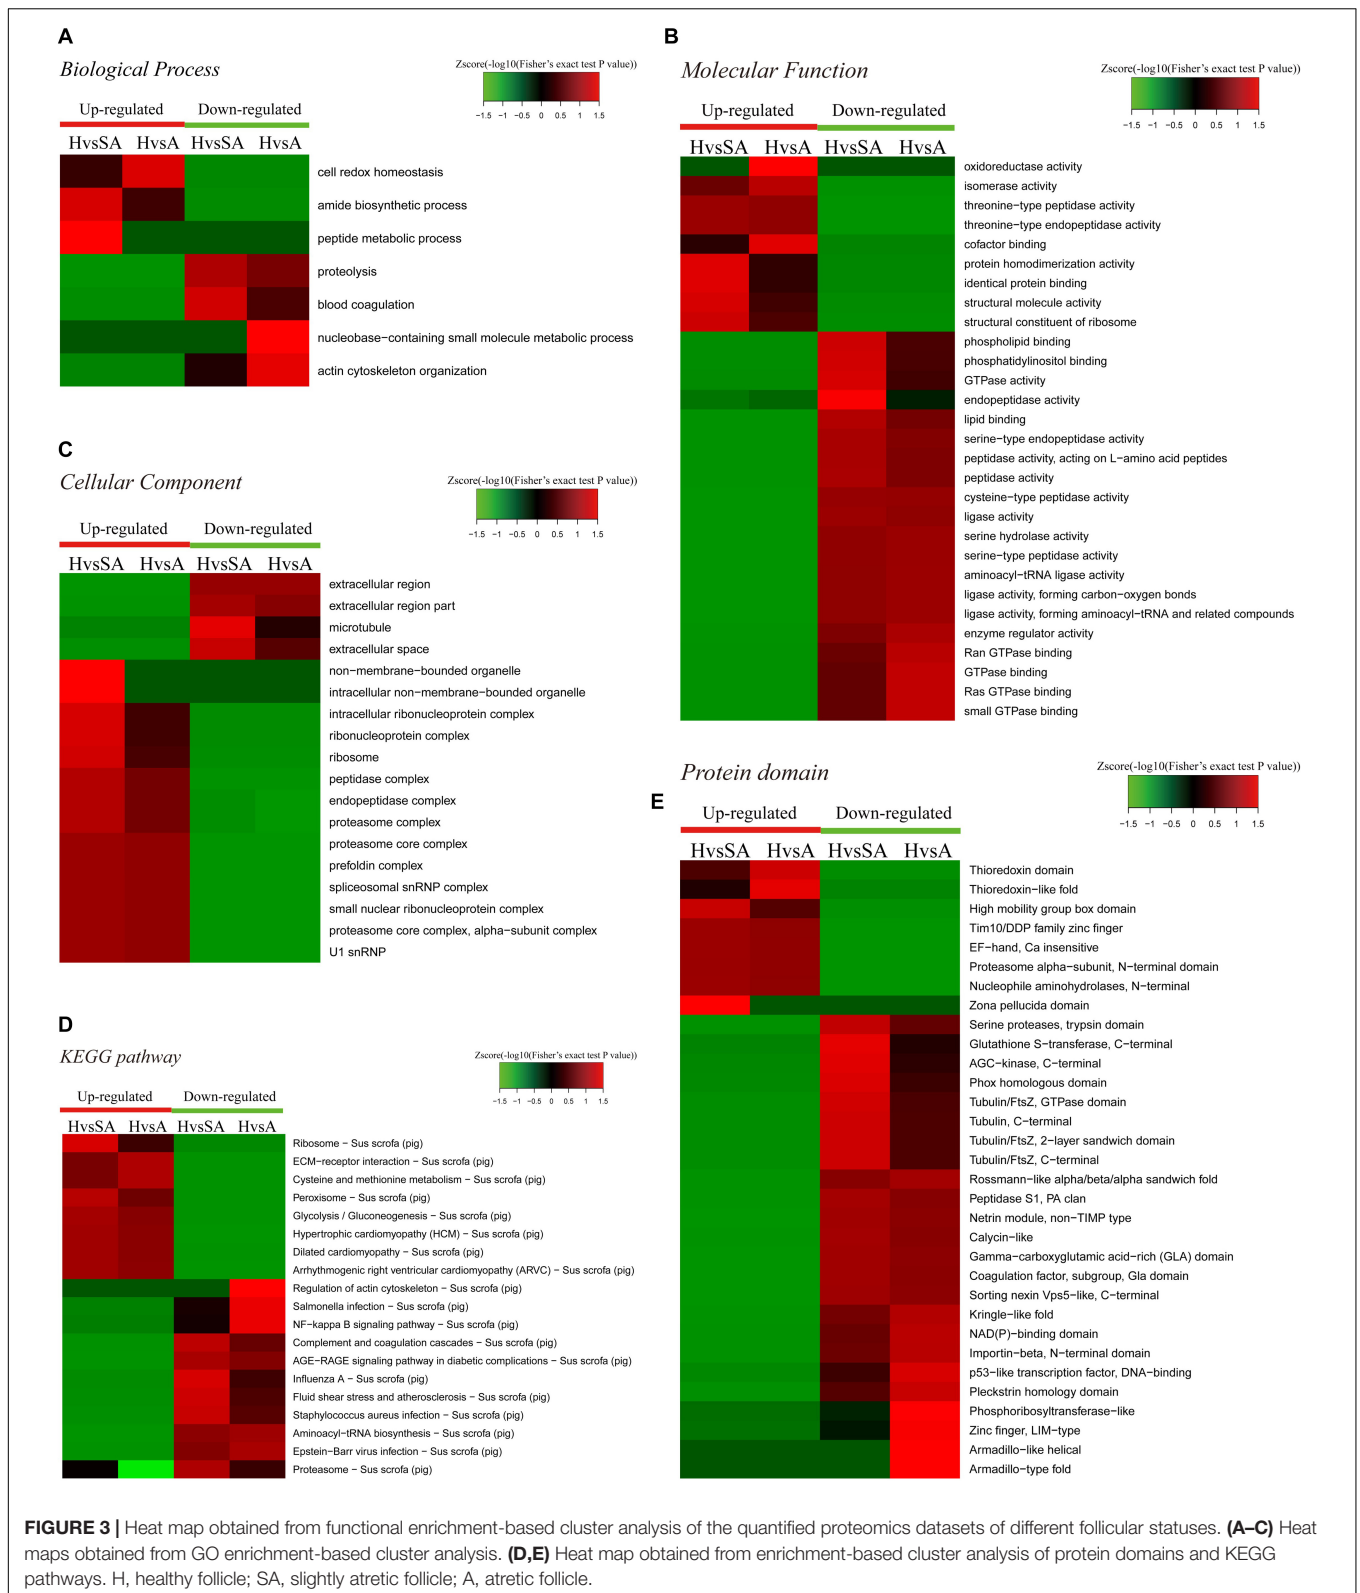 A
Biological Process
Zscore(-log10(Fisher's exact test P value))
−1.5 −1 −0.5 0 0.5 1 1.5
Up-regulated Down-regulated
HvsSA HvsA HvsSA HvsA
cell redox homeostasis
amide biosynthetic process
peptide metabolic process
proteolysis
blood coagulation
nucleobase−containing small molecule metabolic process
actin cytoskeleton organization
B
Molecular Function
Zscore(-log10(Fisher's exact test P value))
−1.5 −1 −0.5 0 0.5 1 1.5
Up-regulated Down-regulated
HvsSA HvsA HvsSA HvsA
oxidoreductase activity
isomerase activity
threonine−type peptidase activity
threonine−type endopeptidase activity
cofactor binding
protein homodimerization activity
identical protein binding
structural molecule activity
structural constituent of ribosome
phospholipid binding
phosphatidylinositol binding
GTPase activity
endopeptidase activity
lipid binding
serine−type endopeptidase activity
peptidase activity, acting on L−amino acid peptides
peptidase activity
cysteine−type peptidase activity
ligase activity
serine hydrolase activity
serine−type peptidase activity
aminoacyl−tRNA ligase activity
ligase activity, forming carbon−oxygen bonds
ligase activity, forming aminoacyl−tRNA and related compounds
enzyme regulator activity
Ran GTPase binding
GTPase binding
Ras GTPase binding
small GTPase binding
C
Cellular Component
Zscore(-log10(Fisher's exact test P value))
−1.5 −1 −0.5 0 0.5 1 1.5
Up-regulated Down-regulated
HvsSA HvsA HvsSA HvsA
extracellular region
extracellular region part
microtubule
extracellular space
non−membrane−bounded organelle
intracellular non−membrane−bounded organelle
intracellular ribonucleoprotein complex
ribonucleoprotein complex
ribosome
peptidase complex
endopeptidase complex
proteasome complex
proteasome core complex
prefoldin complex
spliceosomal snRNP complex
small nuclear ribonucleoprotein complex
proteasome core complex, alpha−subunit complex
U1 snRNP
D
KEGG pathway
Zscore(-log10(Fisher's exact test P value))
−1.5 −1 −0.5 0 0.5 1 1.5
Up-regulated Down-regulated
HvsSA HvsA HvsSA HvsA
Ribosome − Sus scrofa (pig)
ECM−receptor interaction − Sus scrofa (pig)
Cysteine and methionine metabolism − Sus scrofa (pig)
Peroxisome − Sus scrofa (pig)
Glycolysis / Gluconeogenesis − Sus scrofa (pig)
Hypertrophic cardiomyopathy (HCM) − Sus scrofa (pig)
Dilated cardiomyopathy − Sus scrofa (pig)
Arrhythmogenic right ventricular cardiomyopathy (ARVC) − Sus scrofa (pig)
Regulation of actin cytoskeleton − Sus scrofa (pig)
Salmonella infection − Sus scrofa (pig)
NF−kappa B signaling pathway − Sus scrofa (pig)
Complement and coagulation cascades − Sus scrofa (pig)
AGE−RAGE signaling pathway in diabetic complications − Sus scrofa (pig)
Influenza A − Sus scrofa (pig)
Fluid shear stress and atherosclerosis − Sus scrofa (pig)
Staphylococcus aureus infection − Sus scrofa (pig)
Aminoacyl−tRNA biosynthesis − Sus scrofa (pig)
Epstein−Barr virus infection − Sus scrofa (pig)
Proteasome − Sus scrofa (pig)
Protein domain
E
Zscore(-log10(Fisher's exact test P value))
−1.5 −1 −0.5 0 0.5 1 1.5
Up-regulated Down-regulated
HvsSA HvsA HvsSA HvsA
Thioredoxin domain
Thioredoxin−like fold
High mobility group box domain
Tim10/DDP family zinc finger
EF−hand, Ca insensitive
Proteasome alpha−subunit, N−terminal domain
Nucleophile aminohydrolases, N−terminal
Zona pellucida domain
Serine proteases, trypsin domain
Glutathione S−transferase, C−terminal
AGC−kinase, C−terminal
Phox homologous domain
Tubulin/FtsZ, GTPase domain
Tubulin, C−terminal
Tubulin/FtsZ, 2−layer sandwich domain
Tubulin/FtsZ, C−terminal
Rossmann−like alpha/beta/alpha sandwich fold
Peptidase S1, PA clan
Netrin module, non−TIMP type
Calycin−like
Gamma−carboxyglutamic acid−rich (GLA) domain
Coagulation factor, subgroup, Gla domain
Sorting nexin Vps5−like, C−terminal
Kringle−like fold
NAD(P)−binding domain
Importin−beta, N−terminal domain
p53−like transcription factor, DNA−binding
Pleckstrin homology domain
Phosphoribosyltransferase−like
Zinc finger, LIM−type
Armadillo−like helical
Armadillo−type fold
FIGURE 3 | Heat map obtained from functional enrichment-based cluster analysis of the quantified proteomics datasets of different follicular statuses. (A–C) Heat
maps obtained from GO enrichment-based cluster analysis. (D,E) Heat map obtained from enrichment-based cluster analysis of protein domains and KEGG
pathways. H, healthy follicle; SA, slightly atretic follicle; A, atretic follicle.